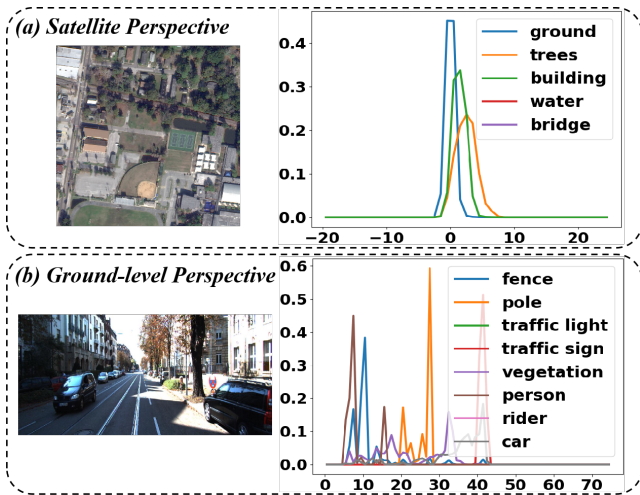 (a) Satellite Perspective
0.4
0.3
0.2
0.1
0.0
−20
−10
0
10
20
ground
trees
building
water
bridge
(b) Ground-level Perspective
0.6
0.5
0.4
0.3
0.2
0.1
0.0
0
10
20
30
40
50
60
70
fence
pole
traffic light
traffic sign
vegetation
person
rider
car